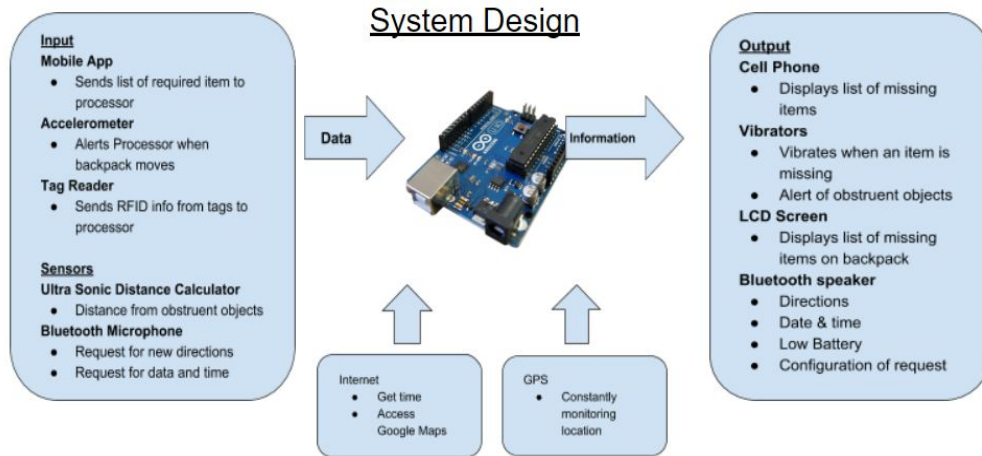 System Design
Input
Mobile App
● Sends list of required item to
processor
Accelerometer
● Alerts Processor when
backpack moves
Tag Reader
● Sends RFID info from tags to
processor
Sensors
Ultra Sonic Distance Calculator
● Distance from obstruent objects
Bluetooth Microphone
● Request for new directions
● Request for data and time
Data
Information
Output
Cell Phone
● Displays list of missing
items
Vibrators
● Vibrates when an item is
missing
● Alert of obstruent objects
LCD Screen
● Displays list of missing
items on backpack
Bluetooth speaker
● Directions
● Date & time
● Low Battery
● Configuration of request
Internet
● Get time
● Access
Google Maps
GPS
● Constantly
monitoring
location